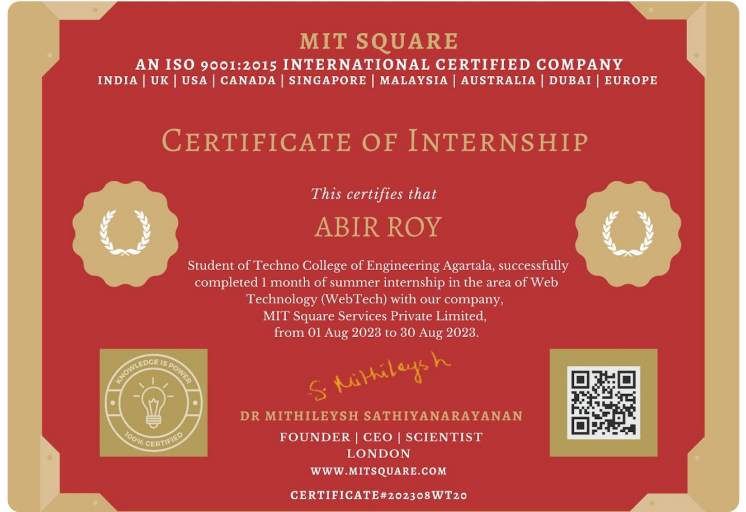 MIT SQUARE
AN ISO 9001:2015 INTERNATIONAL CERTIFIED COMPANY
INDIA | UK | USA | CANADA | SINGAPORE | MALAYSIA | AUSTRALIA | DUBAI | EUROPE
CERTIFICATE OF INTERNSHIP
This certifies that
ABIR ROY
Student of Techno College of Engineering Agartala, successfully
completed 1 month of summer internship in the area of Web
Technology (WebTech) with our company,
MIT Square Services Private Limited,
from 01 Aug 2023 to 30 Aug 2023.
KNOWLEDGE IS POWER
100% CERTIFIED
S. Mithileysh
DR MITHILEYSH SATHIYANARAYANAN
FOUNDER | CEO | SCIENTIST
LONDON
WWW.MITSQUARE.COM
CERTIFICATE#202308WT20